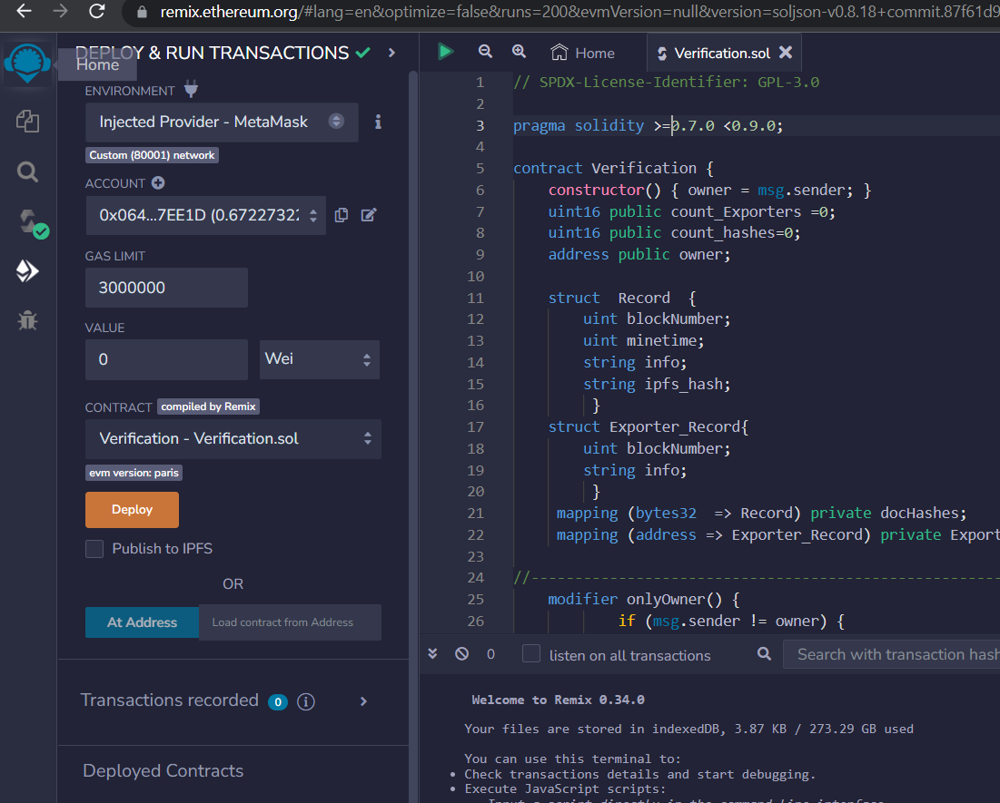 remix.ethereum.org/#lang=en&optimize=false&runs=200&evmVersion=null&version=soljson-v0.8.18+commit.87f61d9
DEPLOY & RUN TRANSACTIONS
Home
ENVIRONMENT
Injected Provider - MetaMask
Custom (80001) network
ACCOUNT
0x064...7EE1D (0.6722732
GAS LIMIT
3000000
VALUE
0
Wei
CONTRACT compiled by Remix
Verification - Verification.sol
evm version: paris
Deploy
Publish to IPFS
OR
At Address Load contract from Address
Transactions recorded 0 i
Deployed Contracts
Home Verification.sol
1 // SPDX-License-Identifier: GPL-3.0
2
3 pragma solidity >=0.7.0 <0.9.0;
4
5 contract Verification {
6 constructor() { owner = msg.sender; }
7 uint16 public count_Exporters =0;
8 uint16 public count_hashes=0;
9 address public owner;
10
11 struct  Record  {
12 uint blockNumber;
13 uint minetime;
14 string info;
15 string ipfs_hash;
16 }
17 struct Exporter_Record{
18 uint blockNumber;
19 string info;
20 }
21 mapping (bytes32  => Record) private docHashes;
22 mapping (address => Exporter_Record) private Export
23
24 //------------------------------------------------------
25 modifier onlyOwner() {
26 if (msg.sender != owner) {
0 listen on all transactions Search with transaction hash
Welcome to Remix 0.34.0
Your files are stored in indexedDB, 3.87 KB / 273.29 GB used
You can use this terminal to:
• Check transactions details and start debugging.
• Execute JavaScript scripts:
- Input a script directly in the command line interface